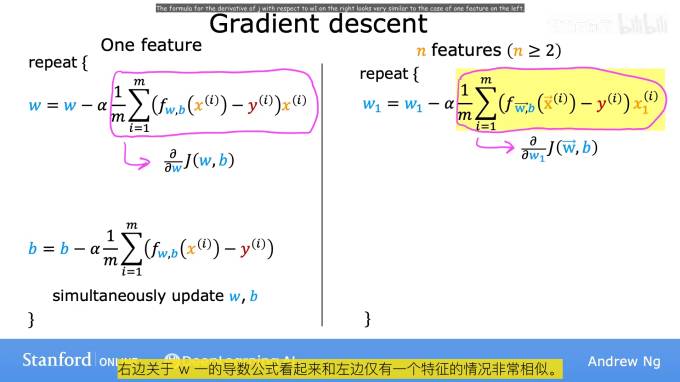 The formula for the derivative of j with respect to wI on the right looks very similar to the case of one feature on the left.
Gradient descent
One feature
repeat {
w = w − α 1/m ∑_{i=1}^{m} (f_{w,b}(x^{(i)}) − y^{(i)}) x^{(i)}
∂/∂w J(w, b)
b = b − α 1/m ∑_{i=1}^{m} (f_{w,b}(x^{(i)}) − y^{(i)})
simultaneously update w, b
}
n features (n ≥ 2)
repeat {
w₁ = w₁ − α 1/m ∑_{i=1}^{m} (f_{w⃗,b}(x⃗^{(i)}) − y^{(i)}) x₁^{(i)}
∂/∂w₁ J(w⃗, b)
}
bilibili
Stanford ONLINE DeepLearning.AI Andrew Ng
右边关于 w 一的导数公式看起来和左边仅有一个特征的情况非常相似。